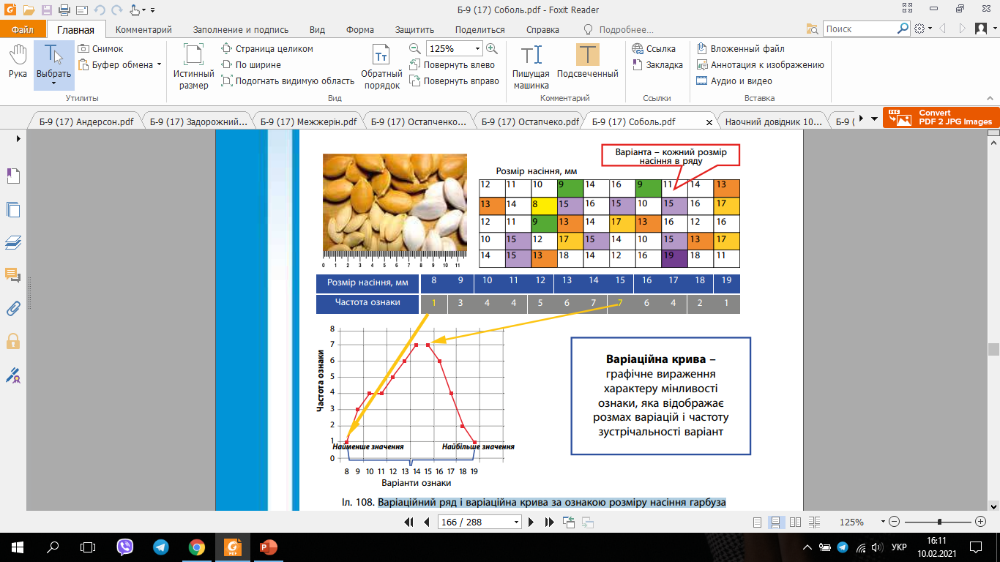 Б-9 (17) Соболь.pdf - Foxit Reader
Файл Главная Комментарий Заполнение и подпись Вид Форма Защитить Поделиться Справка Подробнее... Поиск
Рука
Выбрать
Снимок
Буфер обмена
Утилиты
Истинный размер
Страница целиком
По ширине
Подогнать видимую область
Обратный порядок
125%
Повернуть влево
Повернуть вправо
Вид
Пишущая машинка
Подсвеченный
Комментарий
Ссылка
Закладка
Ссылки
Вложенный файл
Аннотация к изображению
Аудио и видео
Вставка
Б-9 (17) Андерсон.pdf Б-9 (17) Задорожний... Б-9 (17) Межжерін.pdf Б-9 (17) Остапченко... Б-9 (17) Остапчеко.pdf Б-9 (17) Соболь.pdf Наочний довідник 10... Б-9 (
PDF
Convert
PDF 2 JPG Images
Варіанта – кожний розмір
насіння в ряду
Розмір насіння, мм
12 11 10 9 14 16 9 11 14 13
13 14 8 15 16 15 10 15 16 17
12 11 9 13 14 17 13 16 12 16
10 15 12 17 15 14 10 15 13 17
14 15 13 18 14 12 16 19 18 11
0 1 2 3 4 5 6 7 8 9 10 11
Розмір насіння, мм 8 9 10 11 12 13 14 15 16 17 18 19
Частота ознаки 1 3 4 4 5 6 7 7 6 4 2 1
Частота ознаки
8
7
6
5
4
3
2
1
0
Найменше значення Найбільше значення
8 9 10 11 12 13 14 15 16 17 18 19
Варіанти ознаки
Варіаційна крива –
графічне вираження
характеру мінливості
ознаки, яка відображає
розмах варіацій і частоту
зустрічальності варіант
Іл. 108. Варіаційний ряд і варіаційна крива за ознакою розміру насіння гарбуза
166 / 288
125%
УКР
16:11
10.02.2021